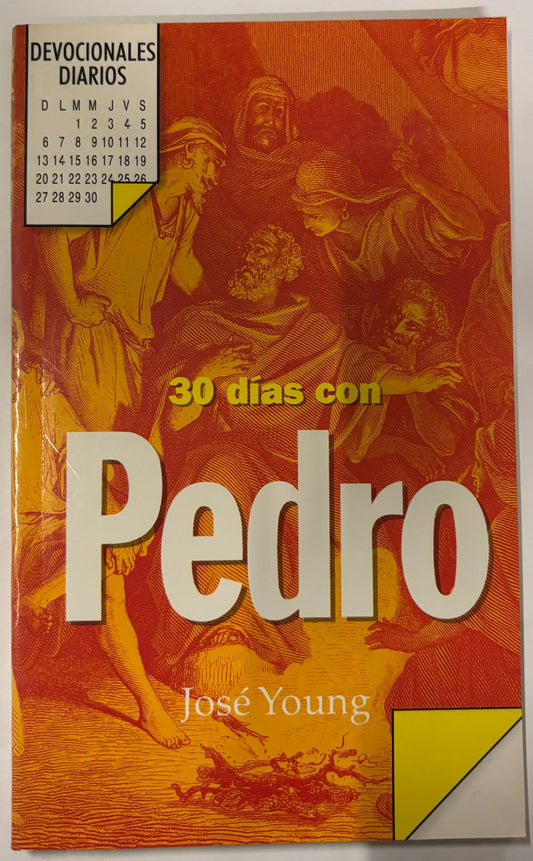 DEVOCIONALES
DIARIOS
D L M M J V S
1 2 3 4 5
6 7 8 9 10 11 12
13 14 15 16 17 18 19
20 21 22 23 24 25 26
27 28 29 30
30 días con
Pedro
José Young